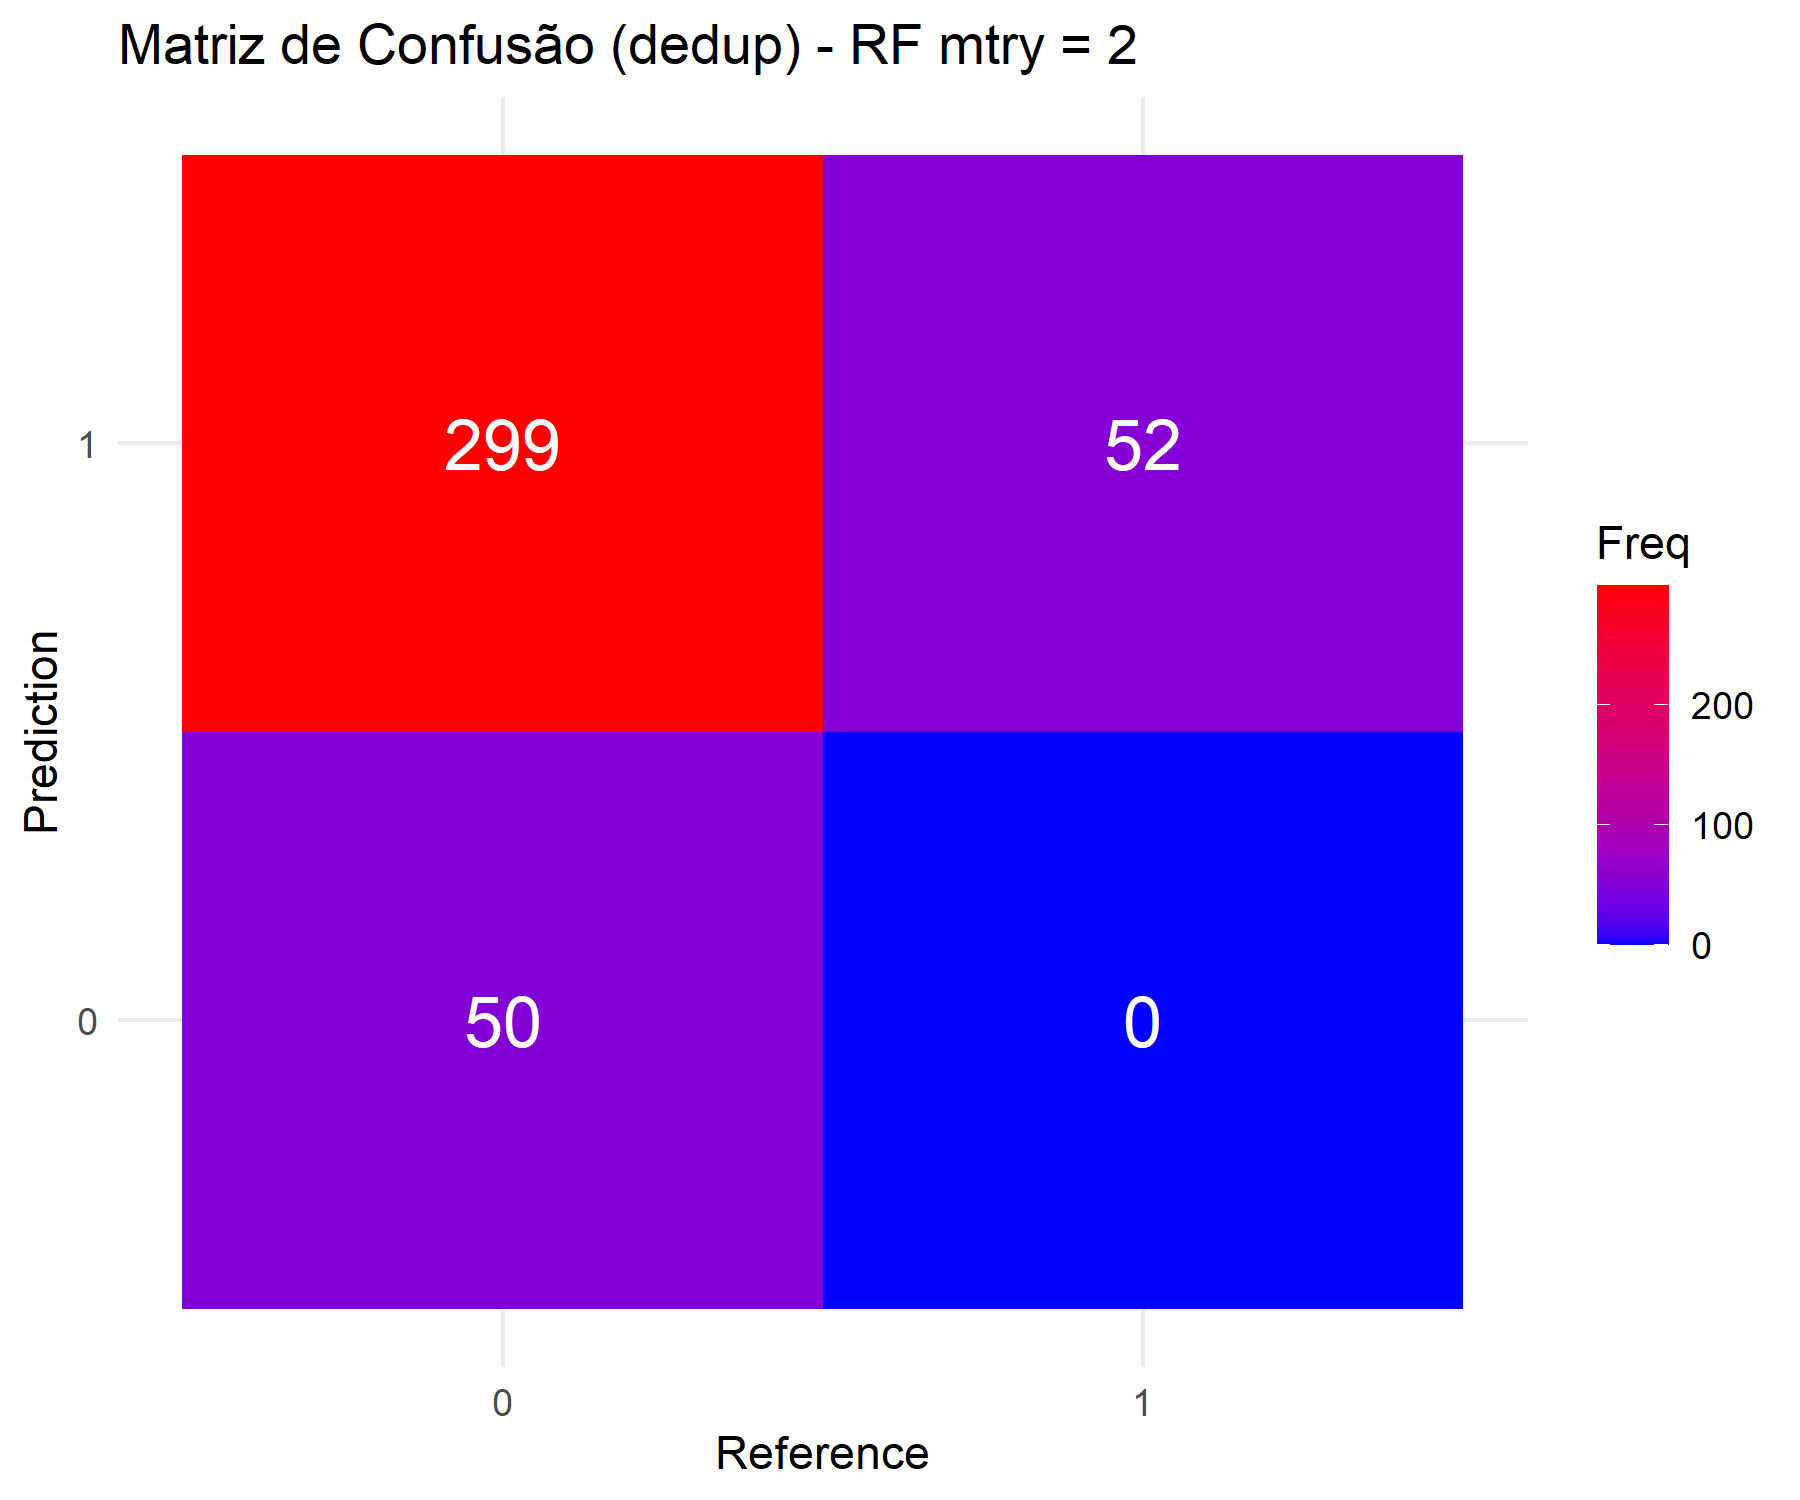 Matriz de Confusão (dedup) - RF mtry = 2
Prediction
1
0
299
52
50
0
0
1
Reference
Freq
200
100
0